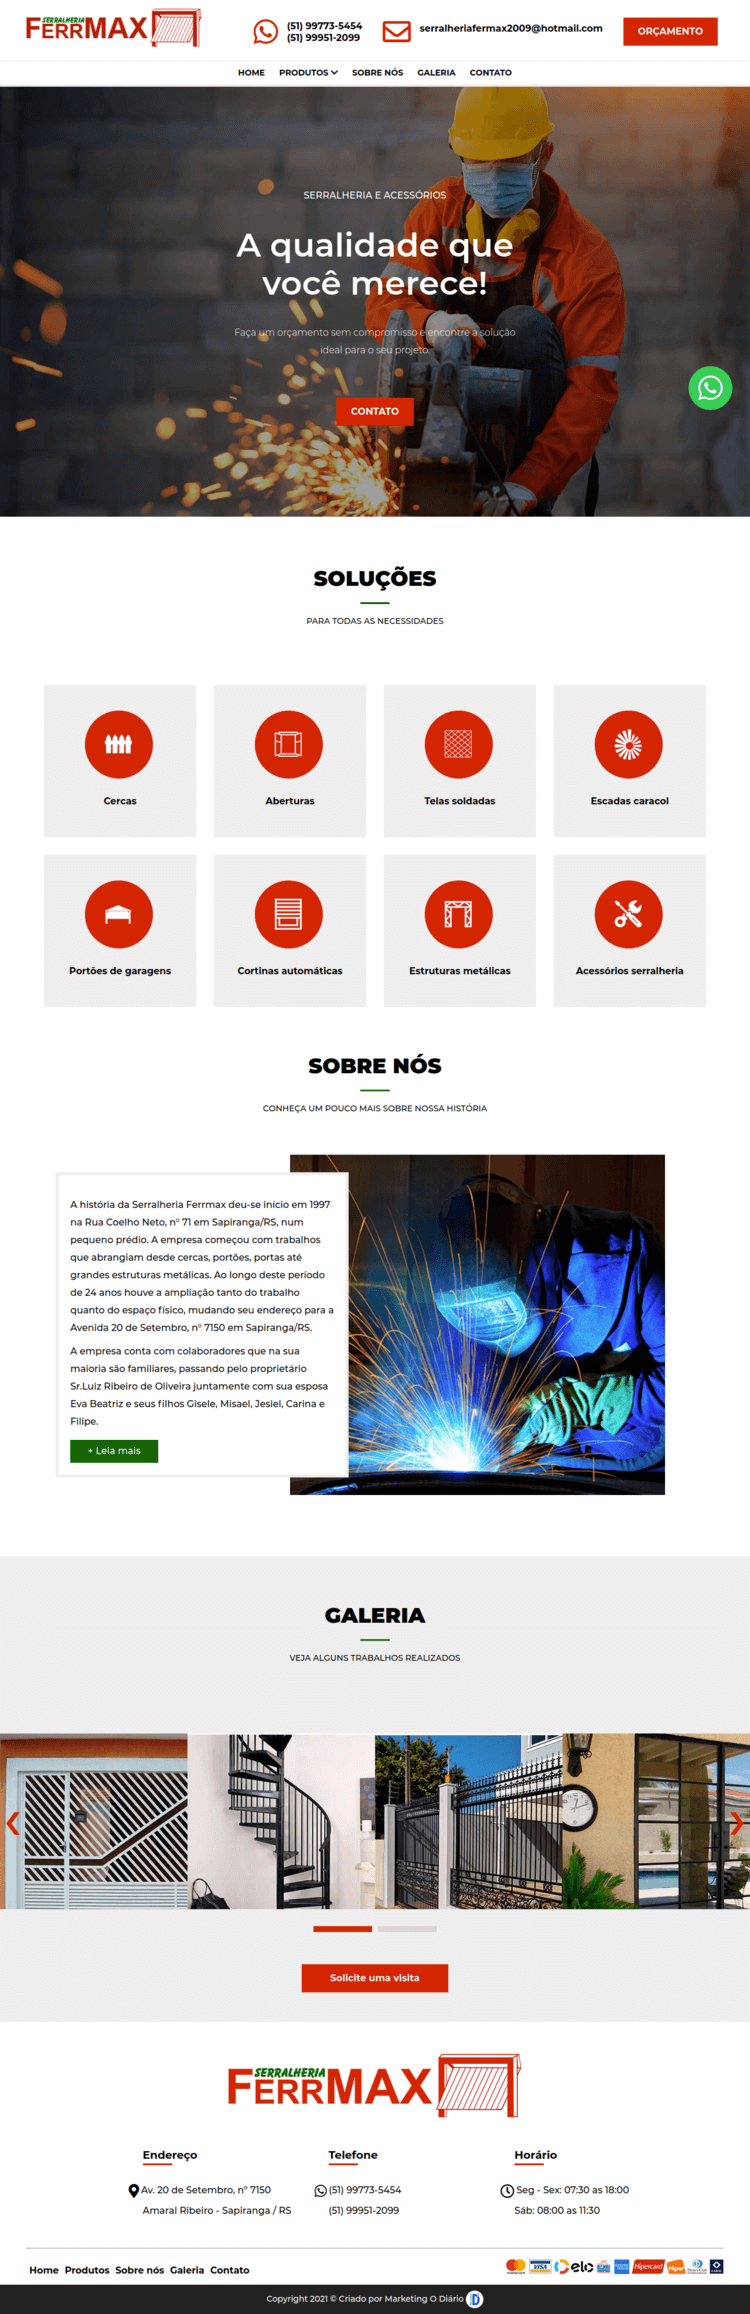 SERRALHERIA
FERRMAX
(51) 99773-5454
(51) 99951-2099
serralheriafermax2009@hotmail.com
ORÇAMENTO
HOME PRODUTOS SOBRE NÓS GALERIA CONTATO
SERRALHERIA E ACESSÓRIOS
A qualidade que
você merece!
Faça um orçamento sem compromisso e encontre a solução
ideal para o seu projeto.
CONTATO
SOLUÇÕES
PARA TODAS AS NECESSIDADES
Cercas
Aberturas
Telas soldadas
Escadas caracol
Portões de garagens
Cortinas automáticas
Estruturas metálicas
Acessórios serralheria
SOBRE NÓS
CONHEÇA UM POUCO MAIS SOBRE NOSSA HISTÓRIA
A história da Serralheria Ferrmax deu-se início em 1997
na Rua Coelho Neto, n° 71 em Sapiranga/RS, num
pequeno prédio. A empresa começou com trabalhos
que abrangiam desde cercas, portões, portas até
grandes estruturas metálicas. Ao longo deste período
de 24 anos houve a ampliação tanto do trabalho
quanto do espaço físico, mudando seu endereço para a
Avenida 20 de Setembro, n° 7150 em Sapiranga/RS.
A empresa conta com colaboradores que na sua
maioria são familiares, passando pelo proprietário
Sr.Luiz Ribeiro de Oliveira juntamente com sua esposa
Eva Beatriz e seus filhos Gisele, Misael, Jesiel, Carina e
Filipe.
+ Leia mais
GALERIA
VEJA ALGUNS TRABALHOS REALIZADOS
Solicite uma visita
SERRALHERIA
FERRMAX
Endereço
Av. 20 de Setembro, nº 7150
Amaral Ribeiro - Sapiranga / RS
Telefone
(51) 99773-5454
(51) 99951-2099
Horário
Seg - Sex: 07:30 as 18:00
Sáb: 08:00 as 11:30
Home Produtos Sobre nós Galeria Contato
VISA elo Hipercard Hiper
Copyright 2021 © Criado por Marketing O Diário